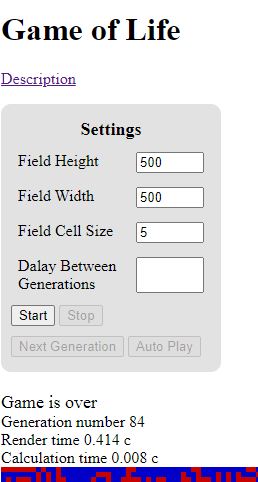 Game of Life
Description
Settings
Field Height 500
Field Width 500
Field Cell Size 5
Dalay Between
Generations
Start Stop
Next Generation Auto Play
Game is over
Generation number 84
Render time 0.414 c
Calculation time 0.008 c